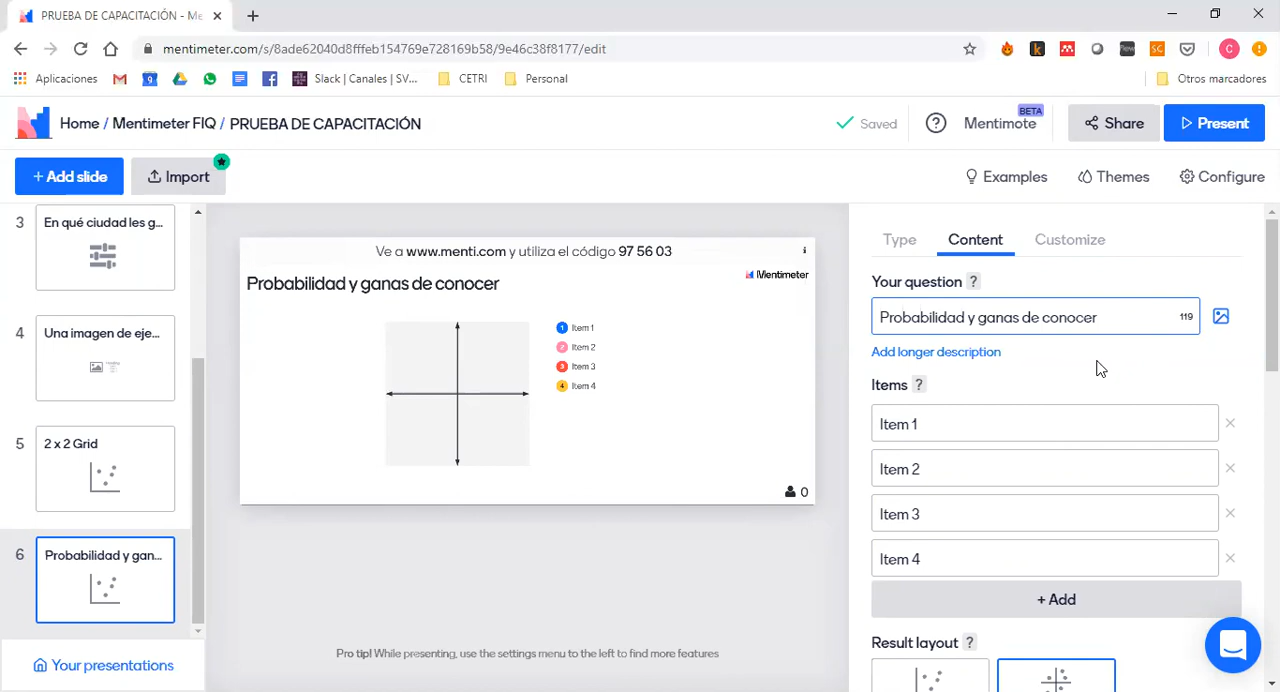 PRUEBA DE CAPACITACIÓN - Me
mentimeter.com/s/8ade62040d8fffeb154769e728169b58/9e46c38f8177/edit
Aplicaciones
Slack | Canales | SV...
CETRI
Personal
Otros marcadores
Home / Mentimeter FIQ / PRUEBA DE CAPACITACIÓN
Saved
?
Mentimote
BETA
Share
Present
+ Add slide
Import
Examples
Themes
Configure
3
En qué ciudad les g...
4
Una imagen de eje...
5
2 x 2 Grid
6
Probabilidad y gan...
Your presentations
Ve a www.menti.com y utiliza el código 97 56 03
Mentimeter
Probabilidad y ganas de conocer
1 Item 1
2 Item 2
3 Item 3
4 Item 4
0
Pro tip! While presenting, use the settings menu to the left to find more features
Type
Content
Customize
Your question ?
Probabilidad y ganas de conocer
119
Add longer description
Items ?
Item 1
Item 2
Item 3
Item 4
+ Add
Result layout ?